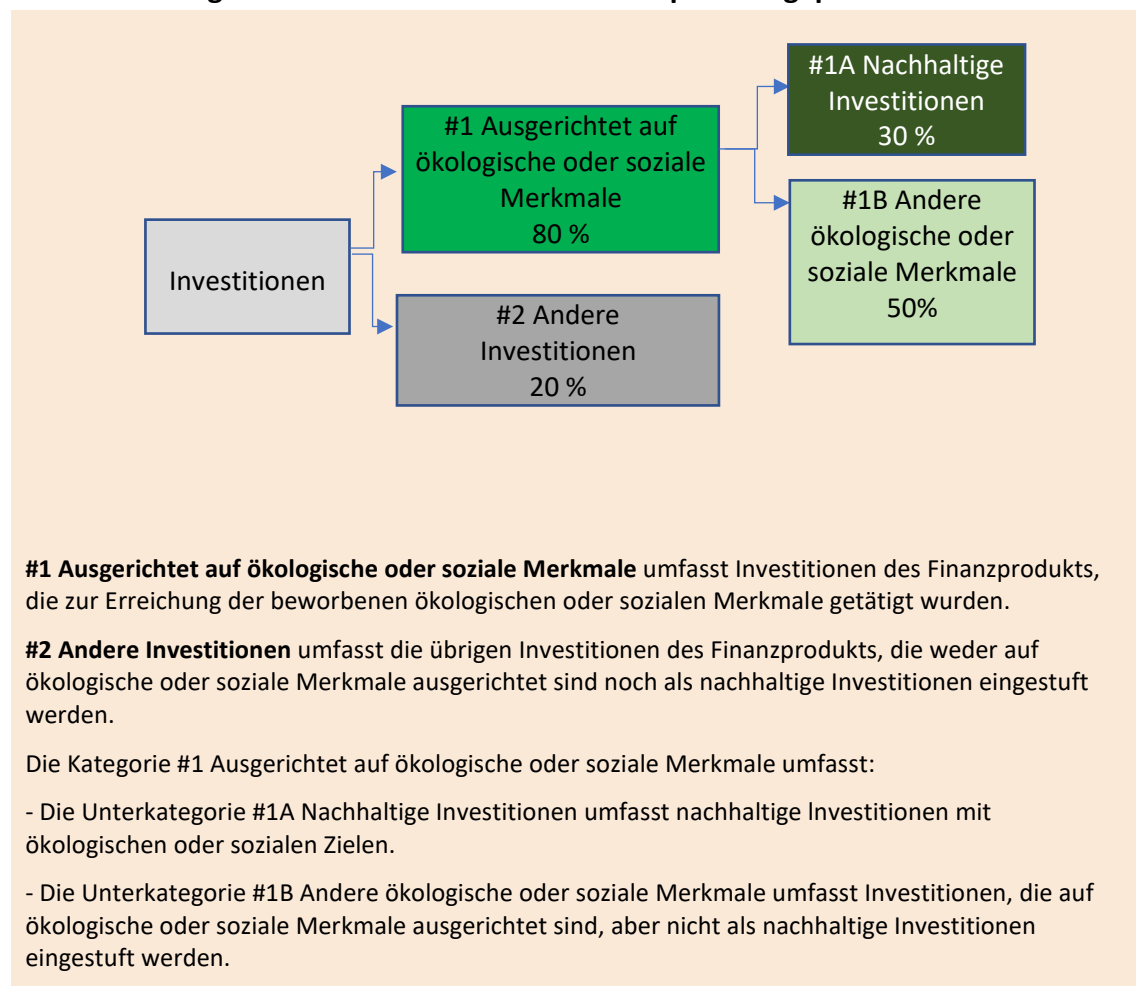 #1A Nachhaltige
Investitionen
30 %
#1 Ausgerichtet auf
ökologische oder soziale
Merkmale
80 %
#1B Andere
ökologische oder
soziale Merkmale
50%
Investitionen
#2 Andere
Investitionen
20 %
#1 Ausgerichtet auf ökologische oder soziale Merkmale umfasst Investitionen des Finanzprodukts,
die zur Erreichung der beworbenen ökologischen oder sozialen Merkmale getätigt wurden.
#2 Andere Investitionen umfasst die übrigen Investitionen des Finanzprodukts, die weder auf
ökologische oder soziale Merkmale ausgerichtet sind noch als nachhaltige Investitionen eingestuft
werden.
Die Kategorie #1 Ausgerichtet auf ökologische oder soziale Merkmale umfasst:
- Die Unterkategorie #1A Nachhaltige Investitionen umfasst nachhaltige lnvestitionen mit
ökologischen oder sozialen Zielen.
- Die Unterkategorie #1B Andere ökologische oder soziale Merkmale umfasst Investitionen, die auf
ökologische oder soziale Merkmale ausgerichtet sind, aber nicht als nachhaltige Investitionen
eingestuft werden.